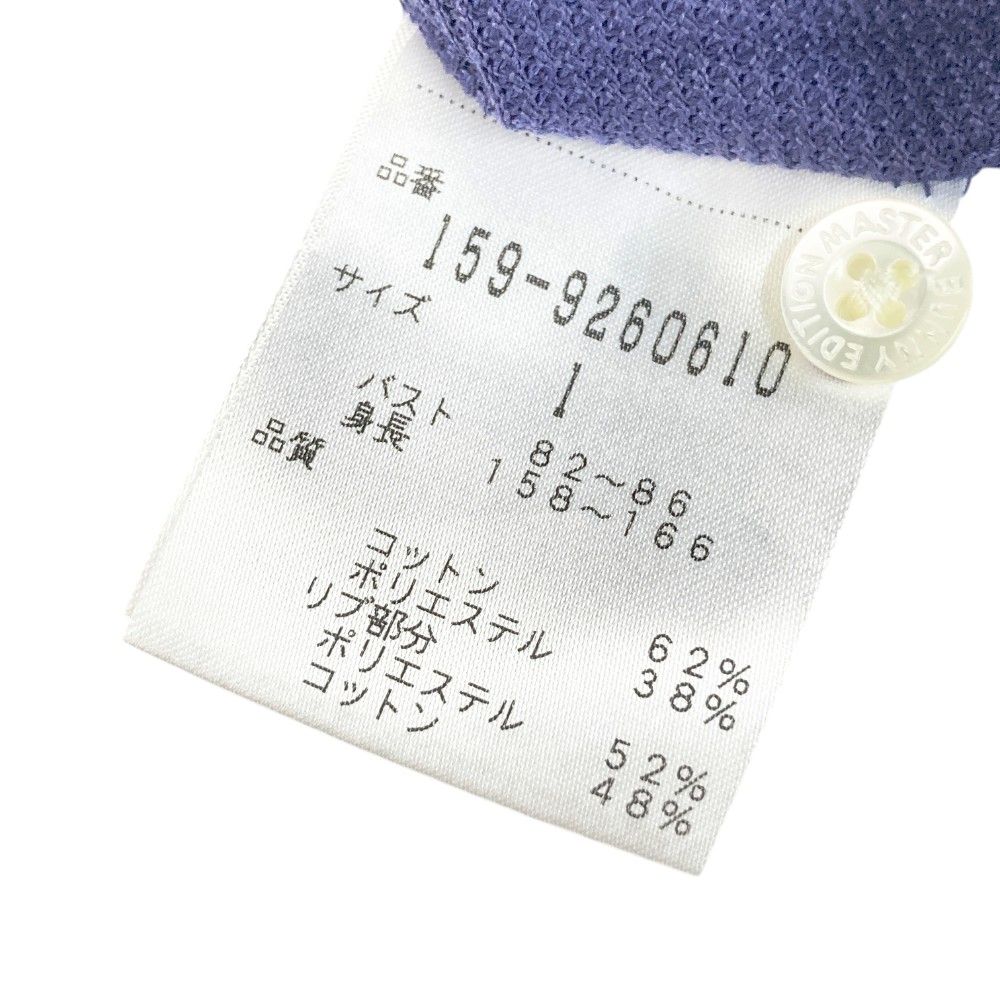 品番
159-9260610
サイズ
1
バスト 82～86
身長 158～166
品質
コットン 62%
ポリエステル 38%
リブ部分
ポリエステル 52%
コットン 48%
MASTER BUNNY EDITION